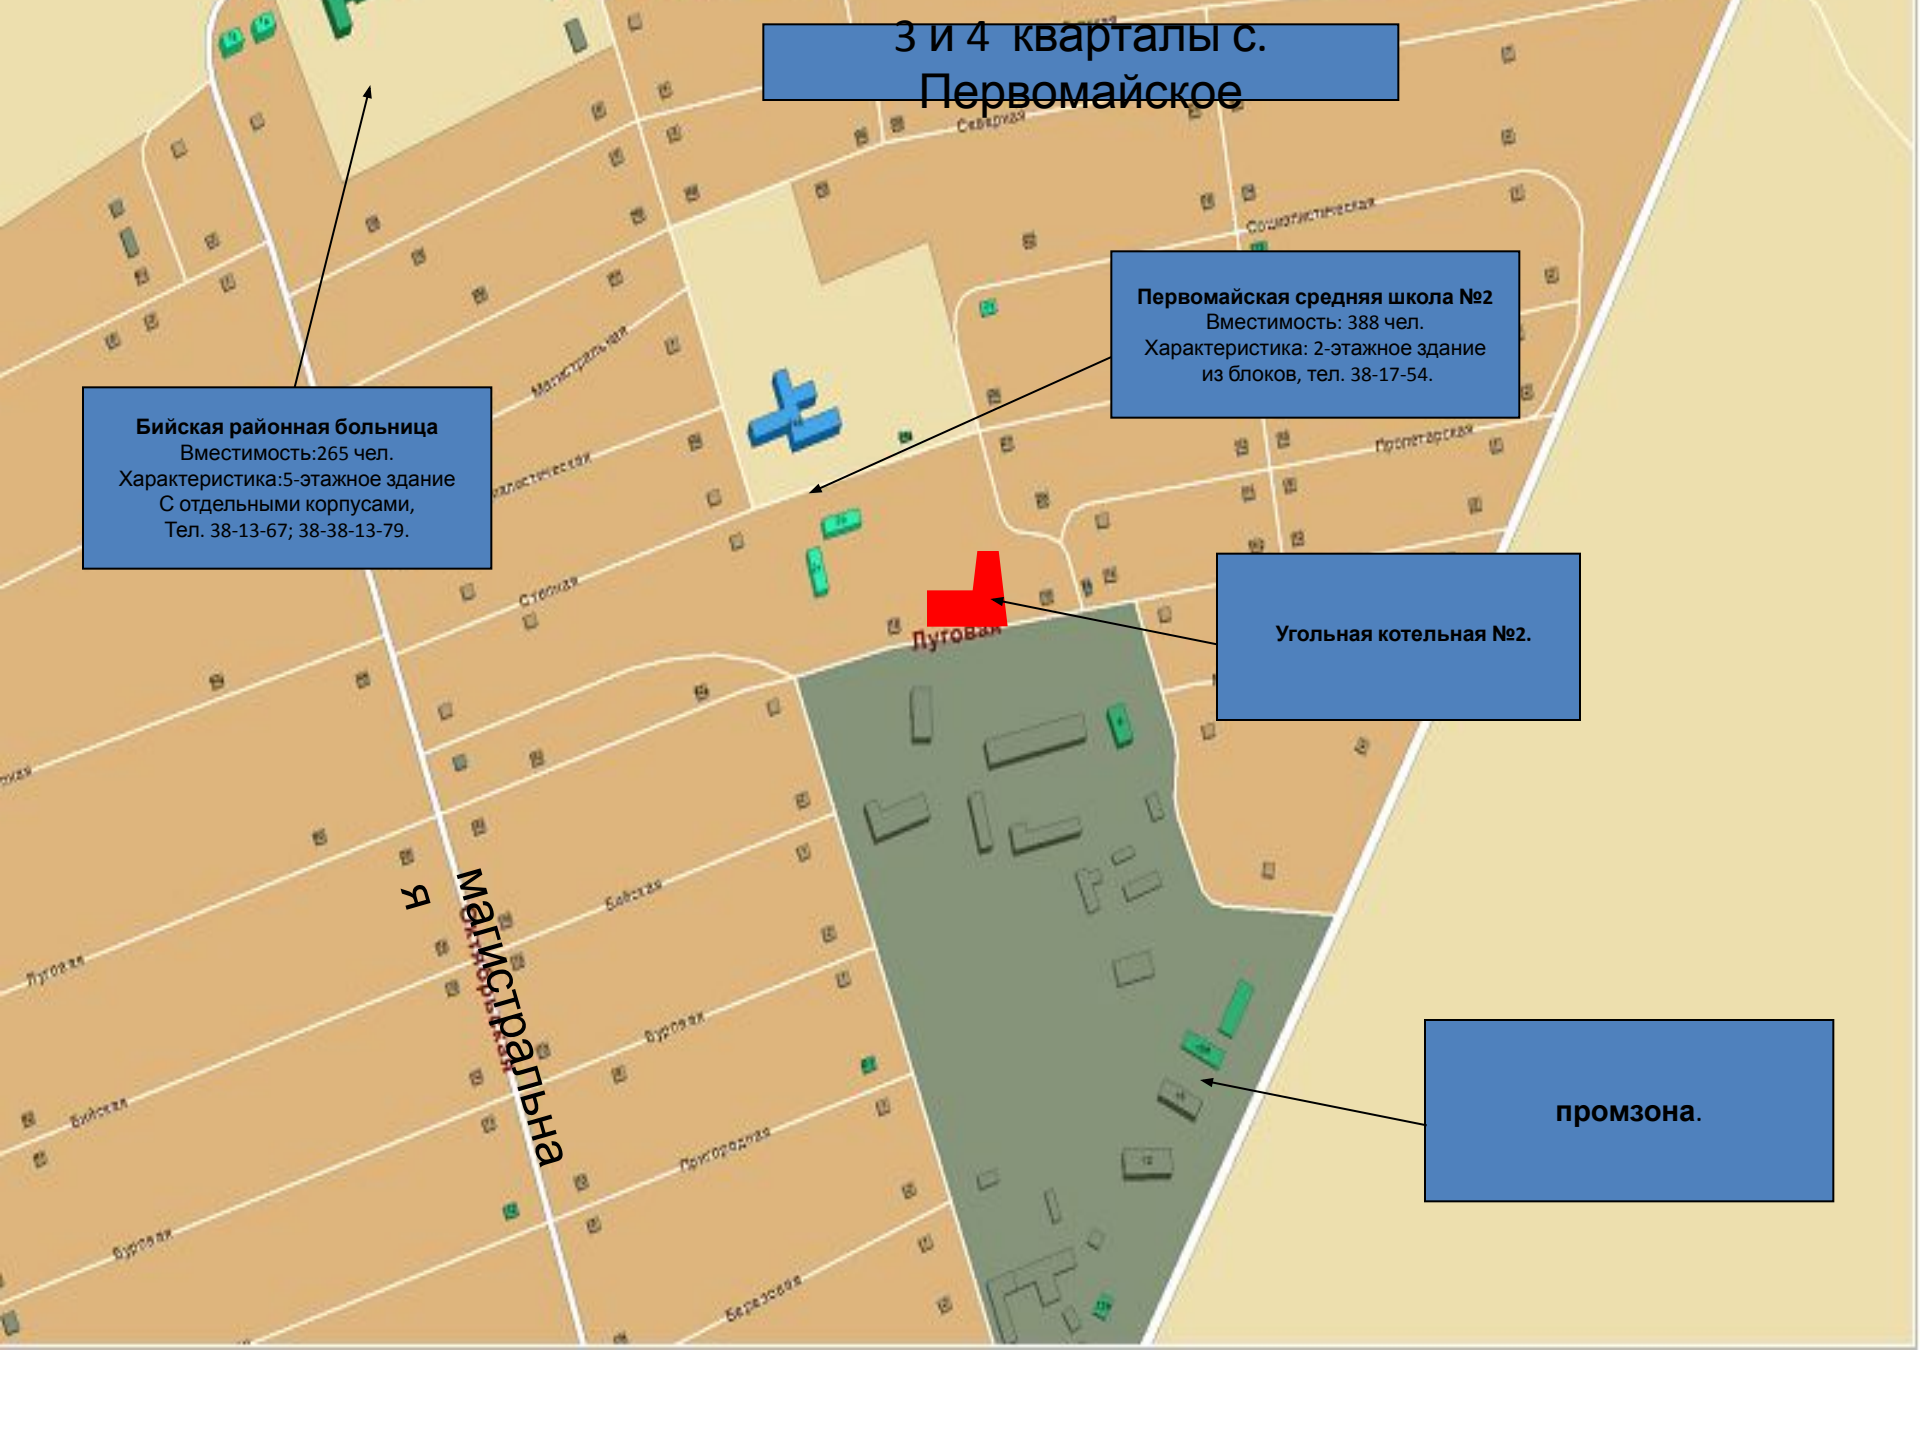 3 и 4 кварталы с.
Первомайское
Северная
Социалистическая
Первомайская средняя школа №2
Вместимость: 388 чел.
Характеристика: 2-этажное здание
из блоков, тел. 38-17-54.
Магистральная
Бийская районная больница
Вместимость:265 чел.
Характеристика:5-этажное здание
С отдельными корпусами,
Тел. 38-13-67; 38-38-13-79.
Пролетарская
Степная
Луговая
Угольная котельная №2.
магистральна
я
Октябрьская
Бийская
Луговая
Буровая
Бийская
Пригородная
промзона.
Буровая
Березовая